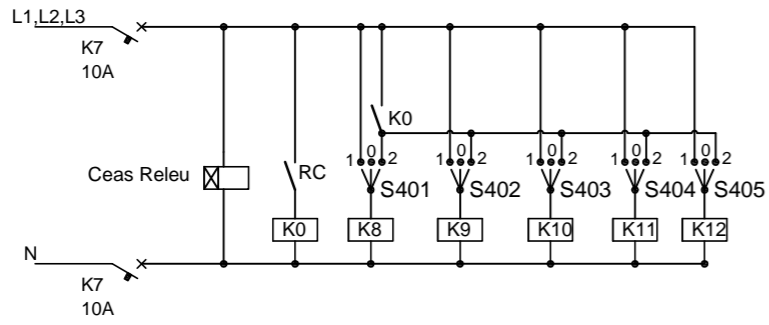 L1,L2,L3
K7
10A
K0
1 0 2 1 0 2 1 0 2 1 0 2 1 0 2
Ceas Releu RC S401 S402 S403 S404 S405
K0 K8 K9 K10 K11 K12
N
K7
10A